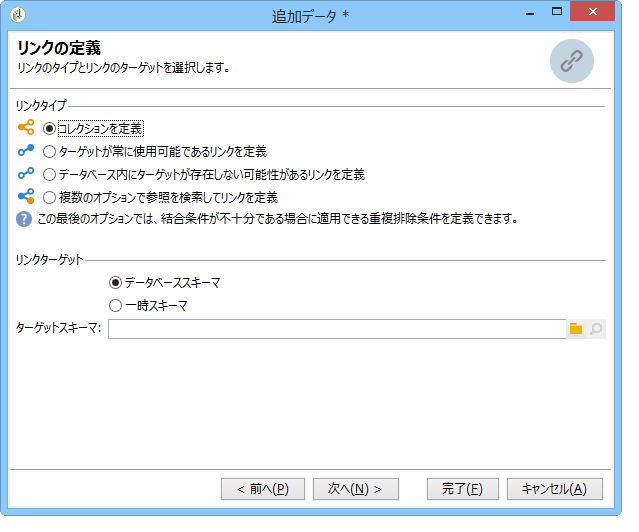 追加データ *
リンクの定義
リンクのタイプとリンクのターゲットを選択します。
リンクタイプ
コレクションを定義
ターゲットが常に使用可能であるリンクを定義
データベース内にターゲットが存在しない可能性があるリンクを定義
複数のオプションで参照を検索してリンクを定義
この最後のオプションでは、結合条件が不十分である場合に適用できる重複排除条件を定義できます。
リンクターゲット
データベーススキーマ
一時スキーマ
ターゲットスキーマ:
< 前へ(P) 次へ(N) > 完了(F) キャンセル(A)